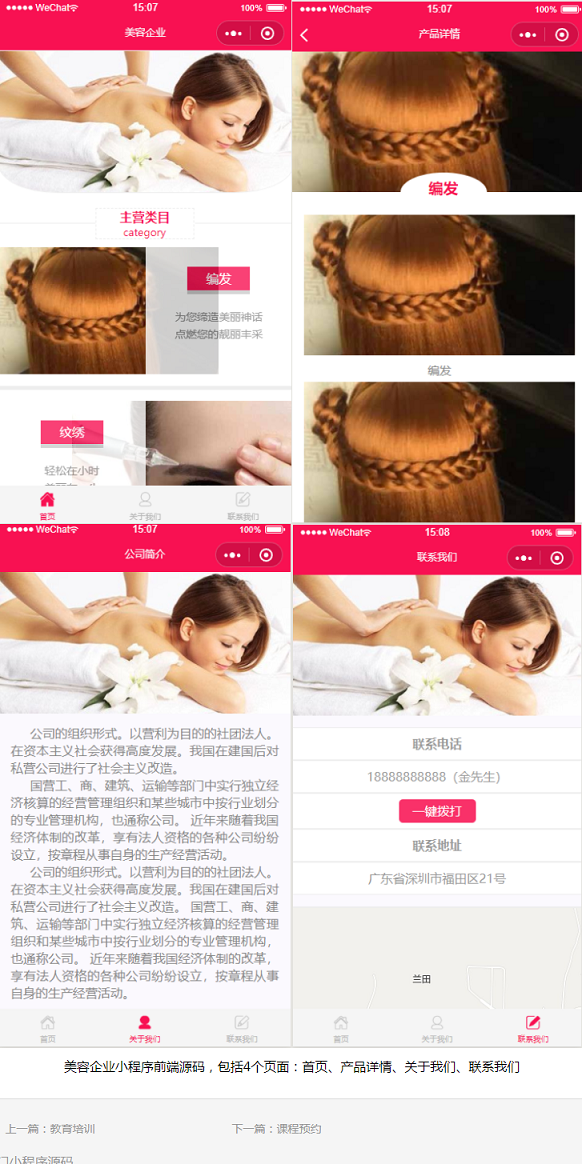 ●●●●● WeChat 15:07 100%
美容企业
主营类目
category
编发
为您缔造美丽神话
点燃您的靓丽丰采
纹绣
轻松在小时
首页 关于我们 联系我们
●●●●● WeChat 15:07 100%
产品详情
编发
编发
●●●●● WeChat 15:07 100%
公司简介
公司的组织形式。以营利为目的的社团法人。
在资本主义社会获得高度发展。我国在建国后对
私营公司进行了社会主义改造。
国营工、商、建筑、运输等部门中实行独立经
济核算的经营管理组织和某些城市中按行业划分
的专业管理机构，也通称公司。 近年来随着我国
经济体制的改革，享有法人资格的各种公司纷纷
设立，按章程从事自身的生产经营活动。
公司的组织形式。以营利为目的的社团法人。
在资本主义社会获得高度发展。我国在建国后对
私营公司进行了社会主义改造。 国营工、商、建
筑、运输等部门中实行独立经济核算的经营管理
组织和某些城市中按行业划分的专业管理机构，
也通称公司。 近年来随着我国经济体制的改革，
享有法人资格的各种公司纷纷设立，按章程从事
自身的生产经营活动。
首页 关于我们 联系我们
●●●●● WeChat 15:08 100%
联系我们
联系电话
18888888888（金先生）
一键拨打
联系地址
广东省深圳市福田区21号
兰田
首页 关于我们 联系我们
美容企业小程序前端源码，包括4个页面：首页、产品详情、关于我们、联系我们
上一篇：教育培训 下一篇：课程预约
门小程序源码